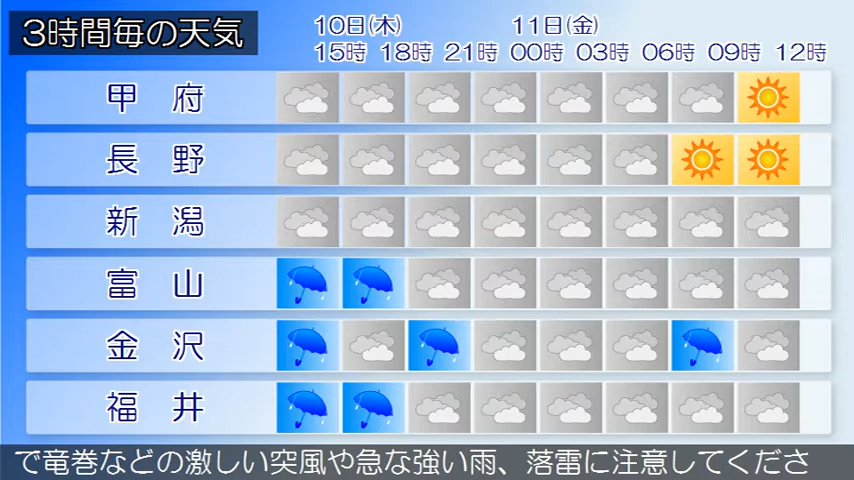 3時間毎の天気
10日(木) 11日(金)
15時 18時 21時 00時 03時 06時 09時 12時
甲府
長野
新潟
富山
金沢
福井
で竜巻などの激しい突風や急な強い雨、落雷に注意してくださ